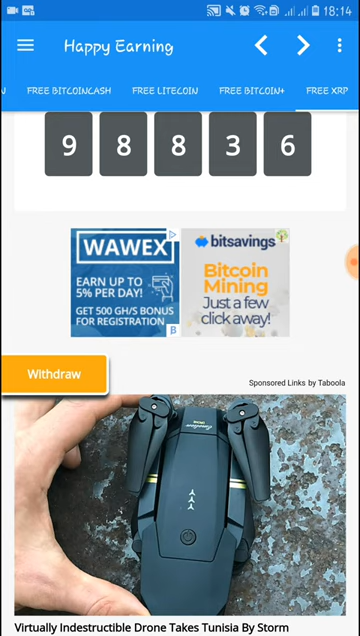 18:14
Happy Earning
N FREE BITCOINCASH FREE LITECOIN FREE BITCOIN+ FREE XRP
9 8 8 3 6
WAWEX
EARN UP TO
5% PER DAY!
GET 500 GH/S BONUS
FOR REGISTRATION
B
bitsavings
Bitcoin
Mining
Just a few
click away!
Withdraw
Sponsored Links by Taboola
Virtually Indestructible Drone Takes Tunisia By Storm